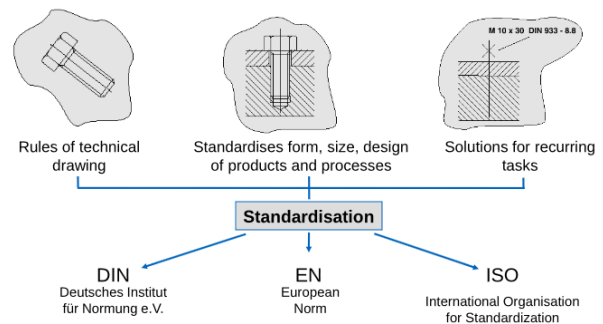 M 10 x 30 DIN 933 - 8.8
Rules of technical
drawing
Standardises form, size, design
of products and processes
Solutions for recurring
tasks
Standardisation
DIN
Deutsches Institut
für Normung e.V.
EN
European
Norm
ISO
International Organisation
for Standardization